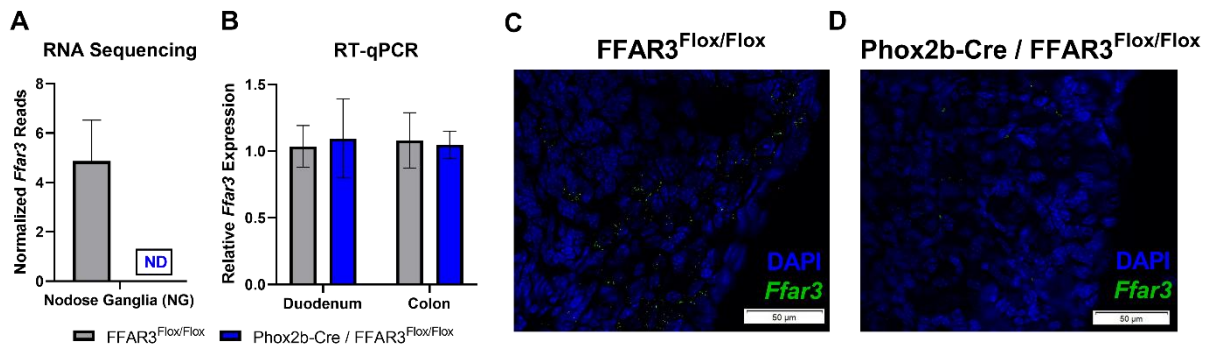 A
RNA Sequencing
Normalized Ffar3 Reads
8
6
4
2
0
ND
Nodose Ganglia (NG)
B
RT-qPCR
Relative Ffar3 Expression
1.5
1.0
0.5
0.0
Duodenum Colon
FFAR3Flox/Flox Phox2b-Cre / FFAR3Flox/Flox
C
FFAR3Flox/Flox
DAPI
Ffar3
50 µm
D
Phox2b-Cre / FFAR3Flox/Flox
DAPI
Ffar3
50 µm